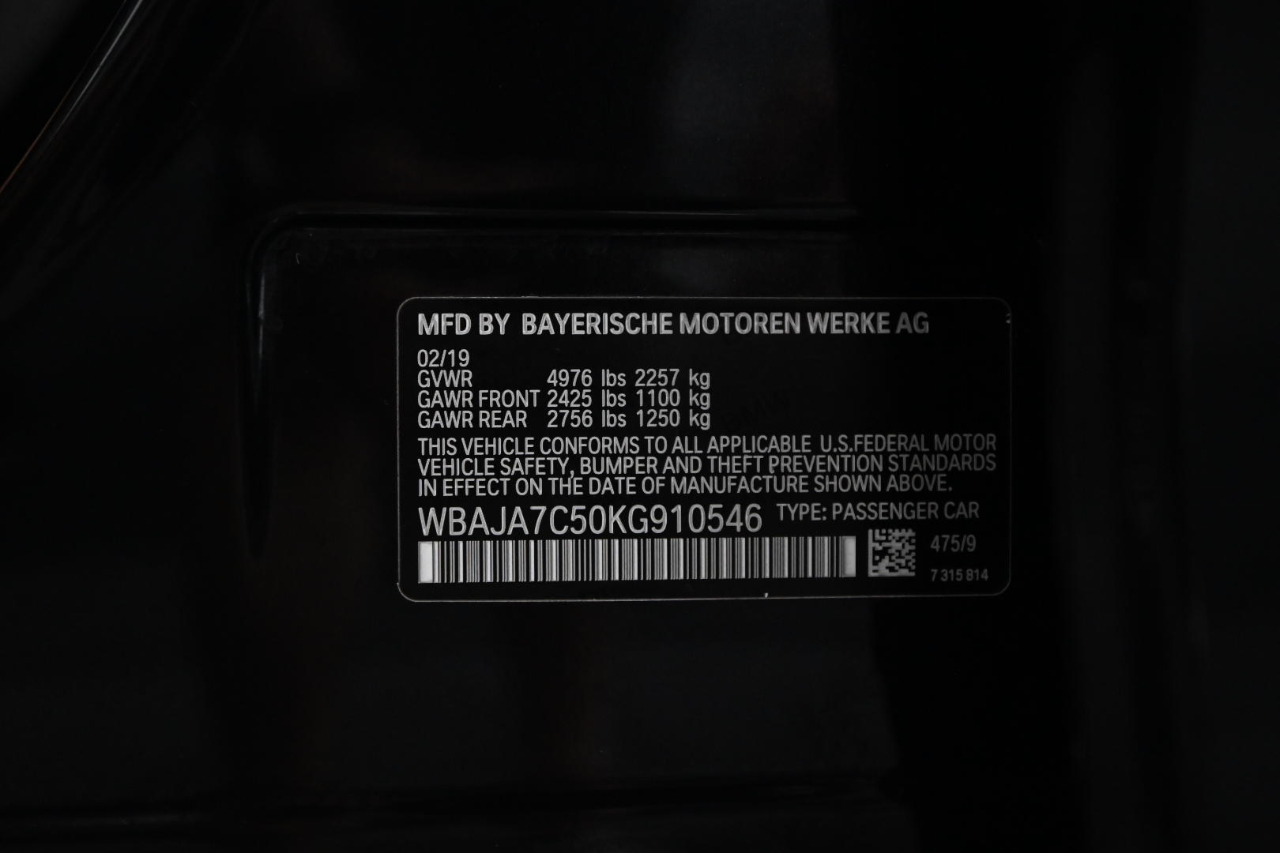 MFD BY BAYERISCHE MOTOREN WERKE AG
02/19
GVWR 4976 lbs 2257 kg
GAWR FRONT 2425 lbs 1100 kg
GAWR REAR 2756 lbs 1250 kg
THIS VEHICLE CONFORMS TO ALL APPLICABLE U.S.FEDERAL MOTOR
VEHICLE SAFETY, BUMPER AND THEFT PREVENTION STANDARDS
IN EFFECT ON THE DATE OF MANUFACTURE SHOWN ABOVE.
WBAJA7C50KG910546 TYPE: PASSENGER CAR
475/9
7 315 814